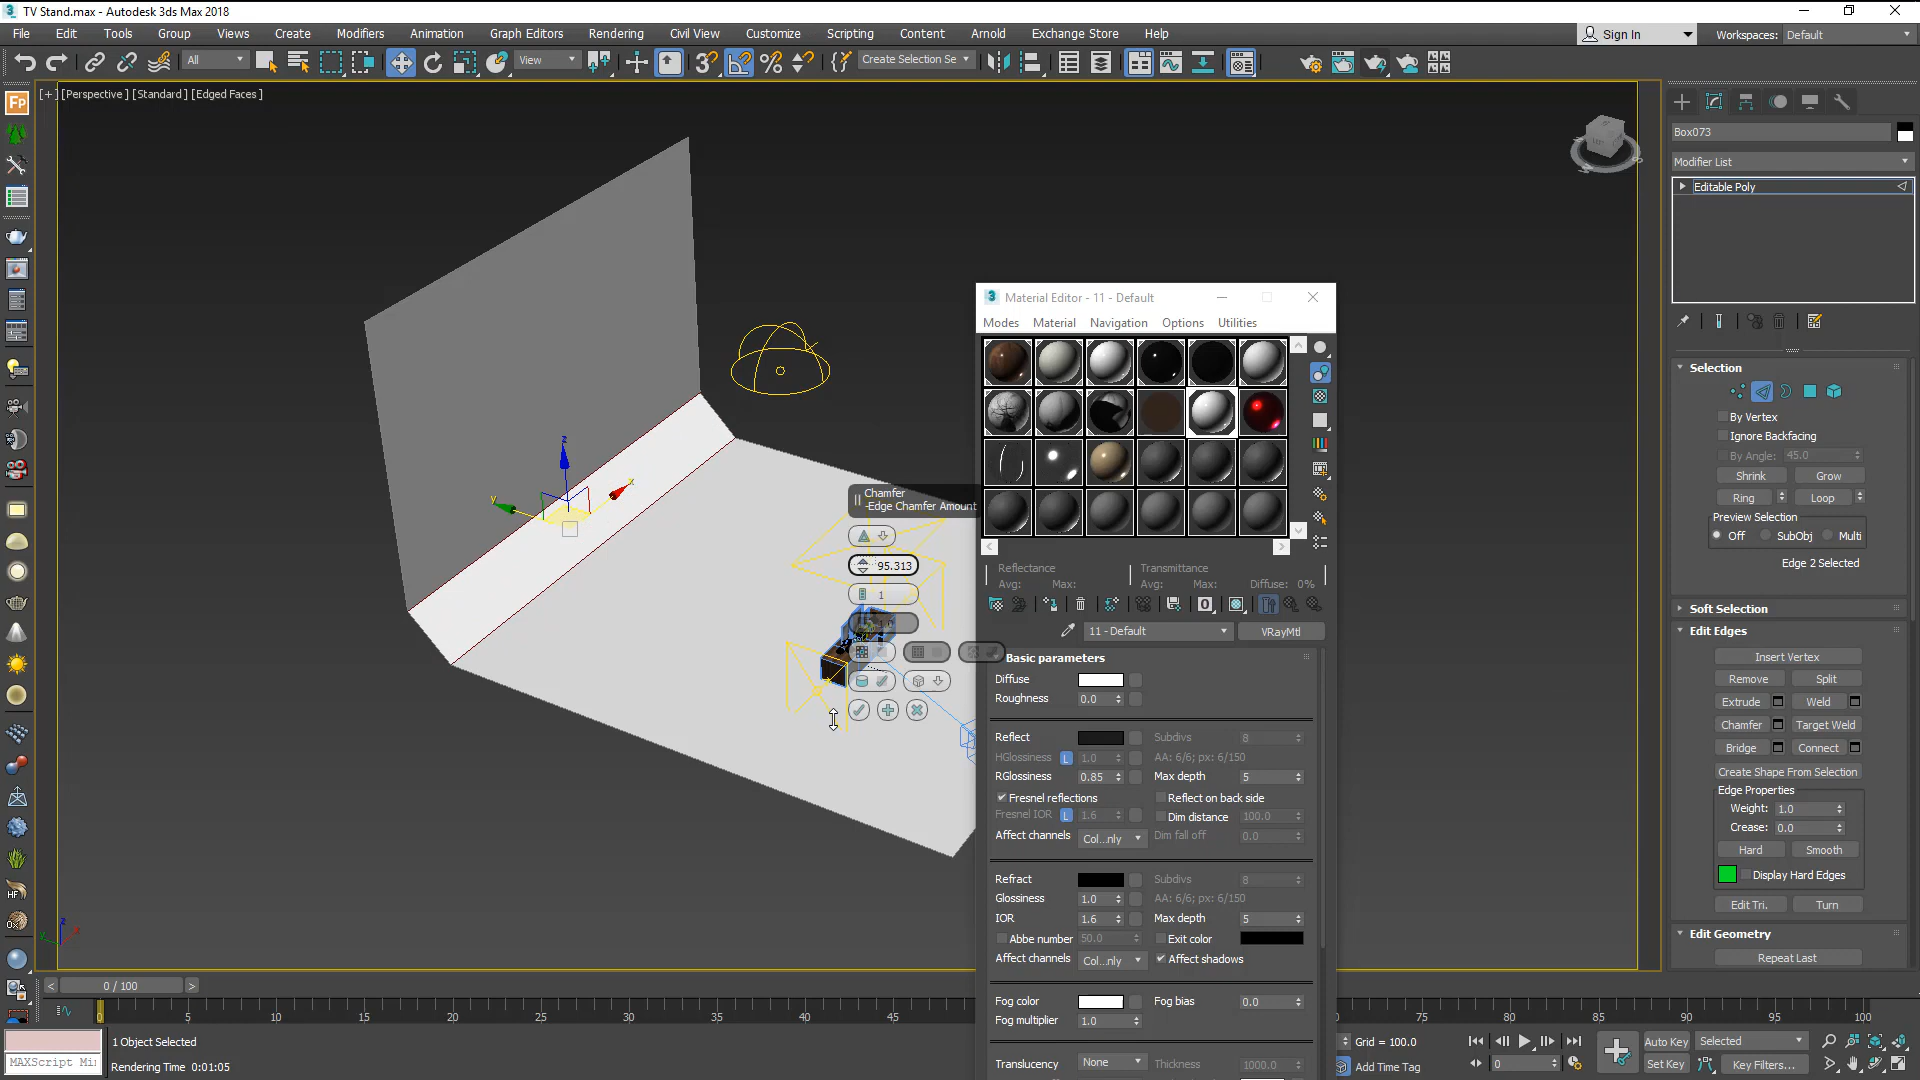 TV Stand.max - Autodesk 3ds Max 2018
File Edit Tools Group Views Create Modifiers Animation Graph Editors Rendering Civil View Customize Scripting Content Arnold Exchange Store Help
Sign In
Workspaces: Default
All
View
Create Selection Se
[+] [Perspective ] [Standard ] [Edged Faces ]
Box073
Modifier List
Editable Poly
Selection
By Vertex
Ignore Backfacing
By Angle: 45.0
Shrink Grow
Ring Loop
Preview Selection
Off SubObj Multi
Edge 2 Selected
Soft Selection
Edit Edges
Insert Vertex
Remove Split
Extrude Weld
Chamfer Target Weld
Bridge Connect
Create Shape From Selection
Edge Properties
Weight: 1.0
Crease: 0.0
Hard Smooth
Display Hard Edges
Edit Tri. Turn
Edit Geometry
Repeat Last
Chamfer
-Edge Chamfer Amount
95.313
1
Material Editor - 11 - Default
Modes Material Navigation Options Utilities
Reflectance Transmittance
Avg: Max: Avg: Max: Diffuse: 0%
11 - Default VRayMtl
Basic parameters
Diffuse
Roughness 0.0
Reflect Subdivs 8
HGlossiness L 1.0 AA: 6/6; px: 6/150
RGlossiness 0.85 Max depth 5
Fresnel reflections Reflect on back side
Fresnel IOR L 1.6 Dim distance 100.0
Affect channels Col...nly Dim fall off 0.0
Refract Subdivs 8
Glossiness 1.0 AA: 6/6; px: 6/150
IOR 1.6 Max depth 5
Abbe number 50.0 Exit color
Affect channels Col...nly Affect shadows
Fog color Fog bias 0.0
Fog multiplier 1.0
Translucency None Thickness 1000.0
< 0 / 100 >
0 5 10 15 20 25 30 35 40 45 75 80 85 90 95 100
1 Object Selected
MAXScript Mi
Rendering Time 0:01:05
Grid = 100.0
Add Time Tag
0
Auto Key Selected
Set Key Key Filters...